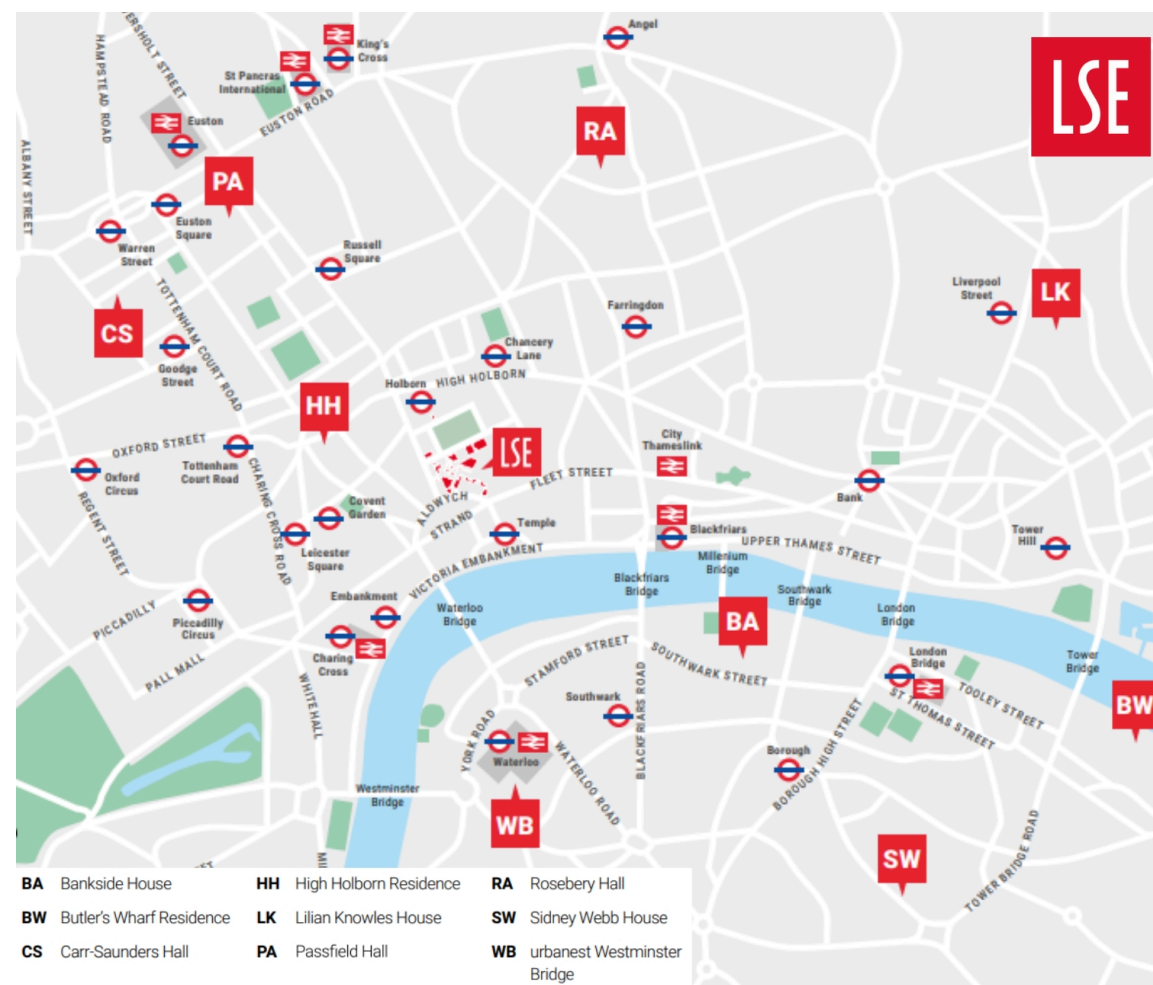 Angel
King's
Cross
St Pancras
International
LSE
HAMPSTEAD ROAD
ERSHOLT STREET
EUSTON ROAD
Euston
RA
ALBANY STREET
PA
Euston
Square
Warren
Street
Russell
Square
Liverpool
Street
LK
CS
TOTTENHAM COURT ROAD
Farringdon
Chancery
Lane
Goodge
Street
Holborn
HIGH HOLBORN
HH
OXFORD STREET
Tottenham
Court Road
LSE
City
Thameslink
Oxford
Circus
FLEET STREET
Bank
REGENT STREET
CHARING CROSS ROAD
Covent
Garden
ALDWYCH
STRAND
Temple
Leicester
Square
Blackfriars
UPPER THAMES STREET
Tower
Hill
VICTORIA EMBANKMENT
Millenium
Bridge
Blackfriars
Bridge
Southwark
Bridge
Embankment
Waterloo
Bridge
London
Bridge
PICCADILLY
Piccadilly
Circus
BA
Charing
Cross
PALL MALL
STAMFORD STREET
SOUTHWARK STREET
London
Bridge
Tower
Bridge
WHITEHALL
Southwark
BLACKFRIARS ROAD
TOOLEY STREET
ST THOMAS STREET
BW
YORK ROAD
Waterloo
WATERLOO ROAD
Borough
BOROUGH HIGH STREET
Westminster
Bridge
WB
SW
TOWER BRIDGE ROAD
BA Bankside House
BW Butler's Wharf Residence
CS Carr-Saunders Hall
HH High Holborn Residence
LK Lilian Knowles House
PA Passfield Hall
RA Rosebery Hall
SW Sidney Webb House
WB urbanest Westminster
Bridge